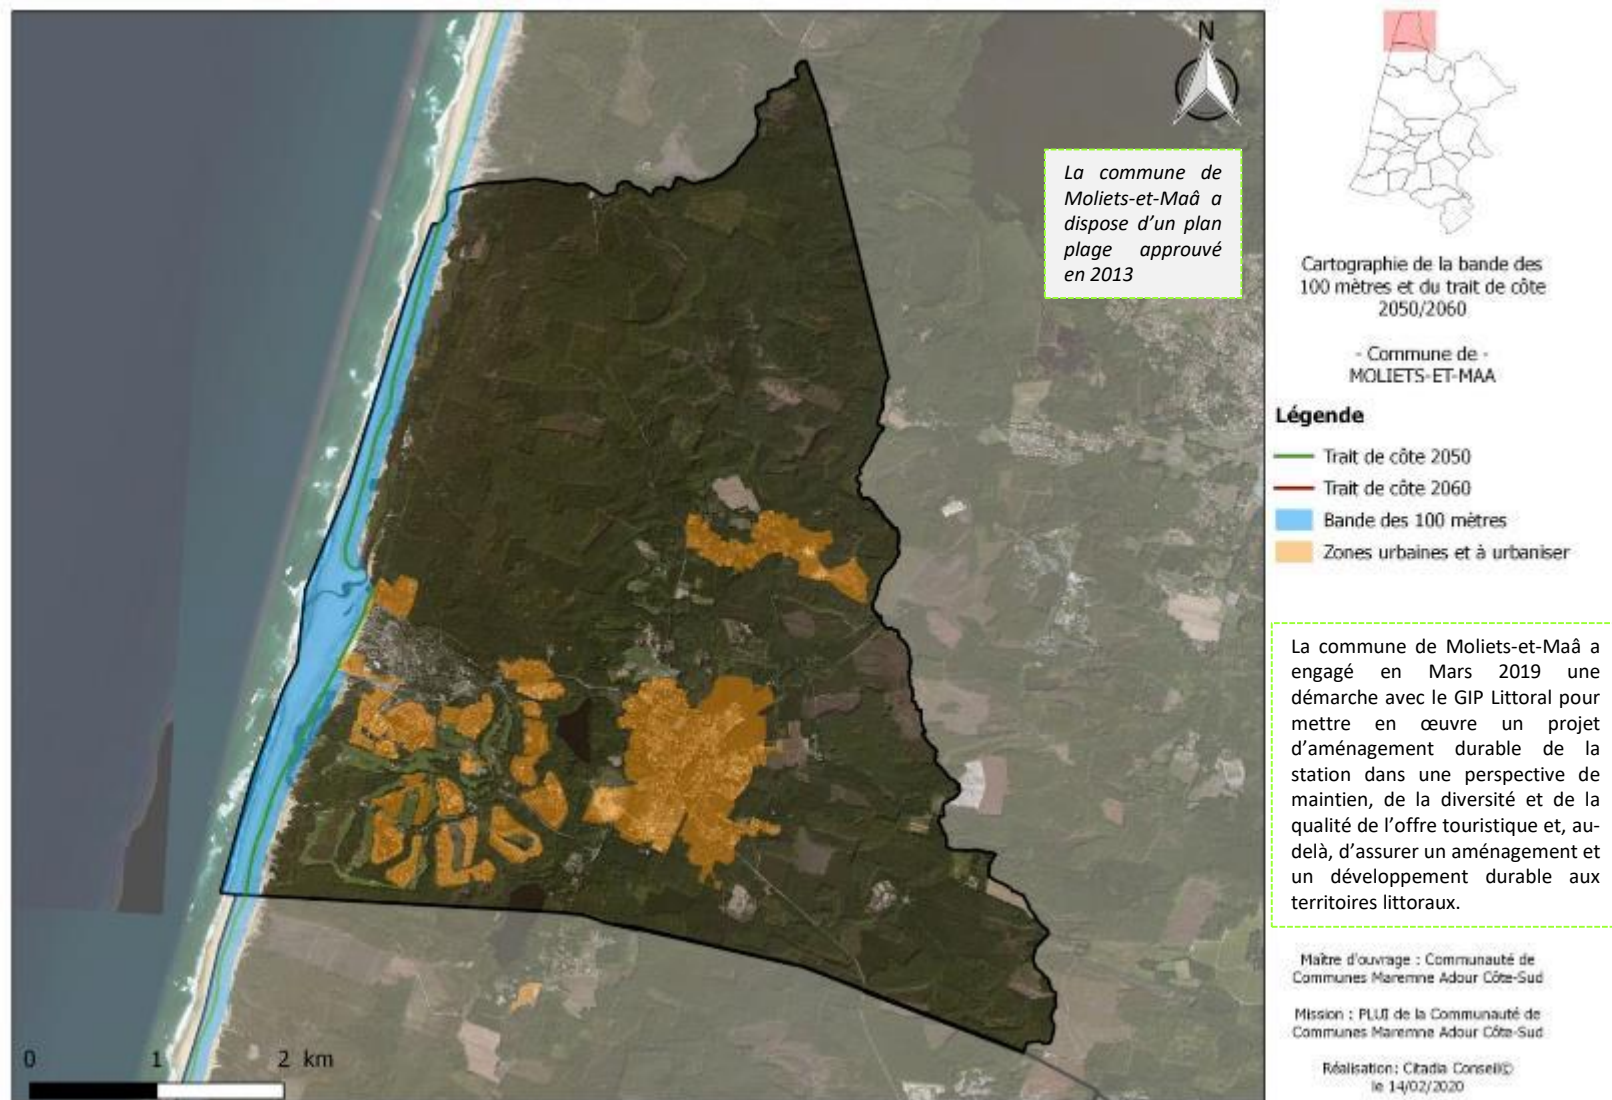 N
La commune de
Moliets-et-Maâ a
dispose d'un plan
plage approuvé
en 2013
0 1 2 km
Cartographie de la bande des
100 mètres et du trait de côte
2050/2060
- Commune de -
MOLIETS-ET-MAA
Légende
Trait de côte 2050
Trait de côte 2060
Bande des 100 mètres
Zones urbaines et à urbaniser
La commune de Moliets-et-Maâ a
engagé en Mars 2019 une
démarche avec le GIP Littoral pour
mettre en œuvre un projet
d'aménagement durable de la
station dans une perspective de
maintien, de la diversité et de la
qualité de l'offre touristique et, au-
delà, d'assurer un aménagement et
un développement durable aux
territoires littoraux.
Maître d'ouvrage : Communauté de
Communes Maremne Adour Côte-Sud
Mission : PLUI de la Communauté de
Communes Maremne Adour Côte-Sud
Réalisation: Citadia Conseil©
le 14/02/2020